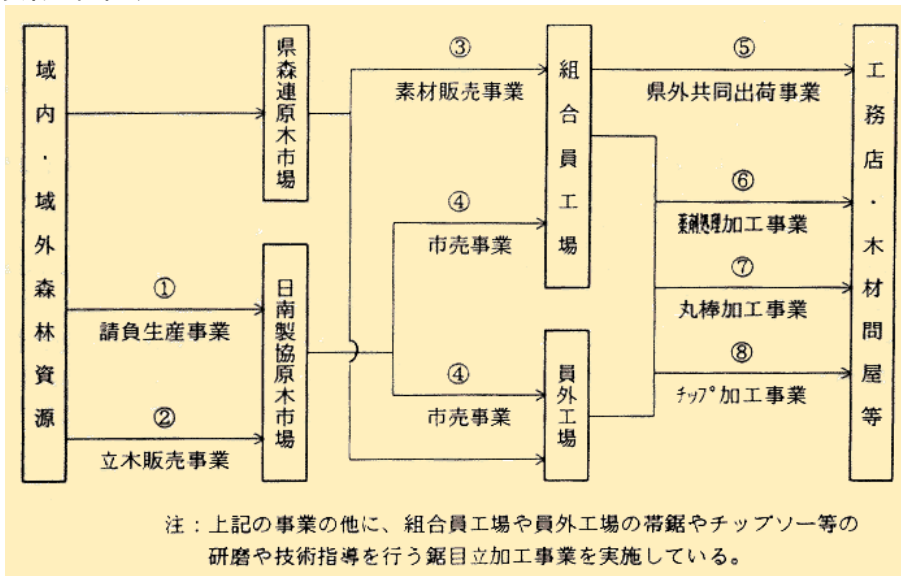 域内・域外森林資源
県森連原木市場
日南製協原木市場
①
請負生産事業
②
立木販売事業
③
素材販売事業
④
市売事業
④
市売事業
組合員工場
員外工場
⑤
県外共同出荷事業
⑥
薬剤処理加工事業
⑦
丸棒加工事業
⑧
チップ加工事業
工務店・木材問屋等
注：上記の事業の他に、組合員工場や員外工場の帯鋸やチップソー等の
研磨や技術指導を行う鋸目立加工事業を実施している。